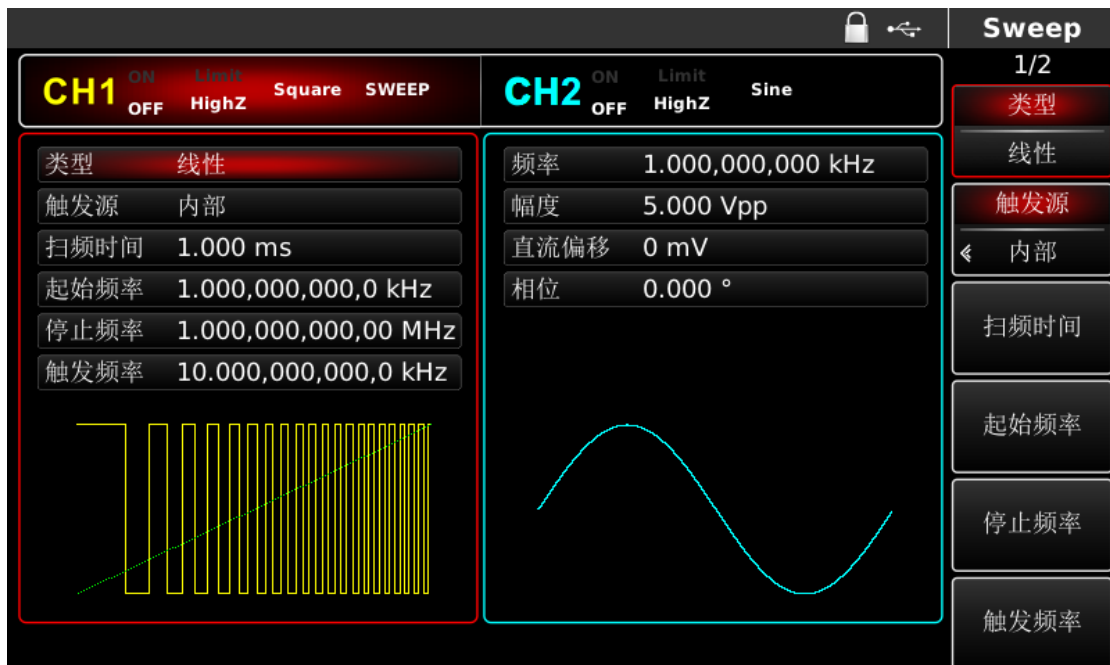 Sweep
1/2
CH1 ON OFF Limit HighZ Square SWEEP
CH2 ON OFF Limit HighZ Sine
类型 线性
触发源 内部
扫频时间 1.000 ms
起始频率 1.000,000,000,0 kHz
停止频率 1.000,000,000,00 MHz
触发频率 10.000,000,000,0 kHz
频率 1.000,000,000 kHz
幅度 5.000 Vpp
直流偏移 0 mV
相位 0.000 °
类型
线性
触发源
内部
扫频时间
起始频率
停止频率
触发频率